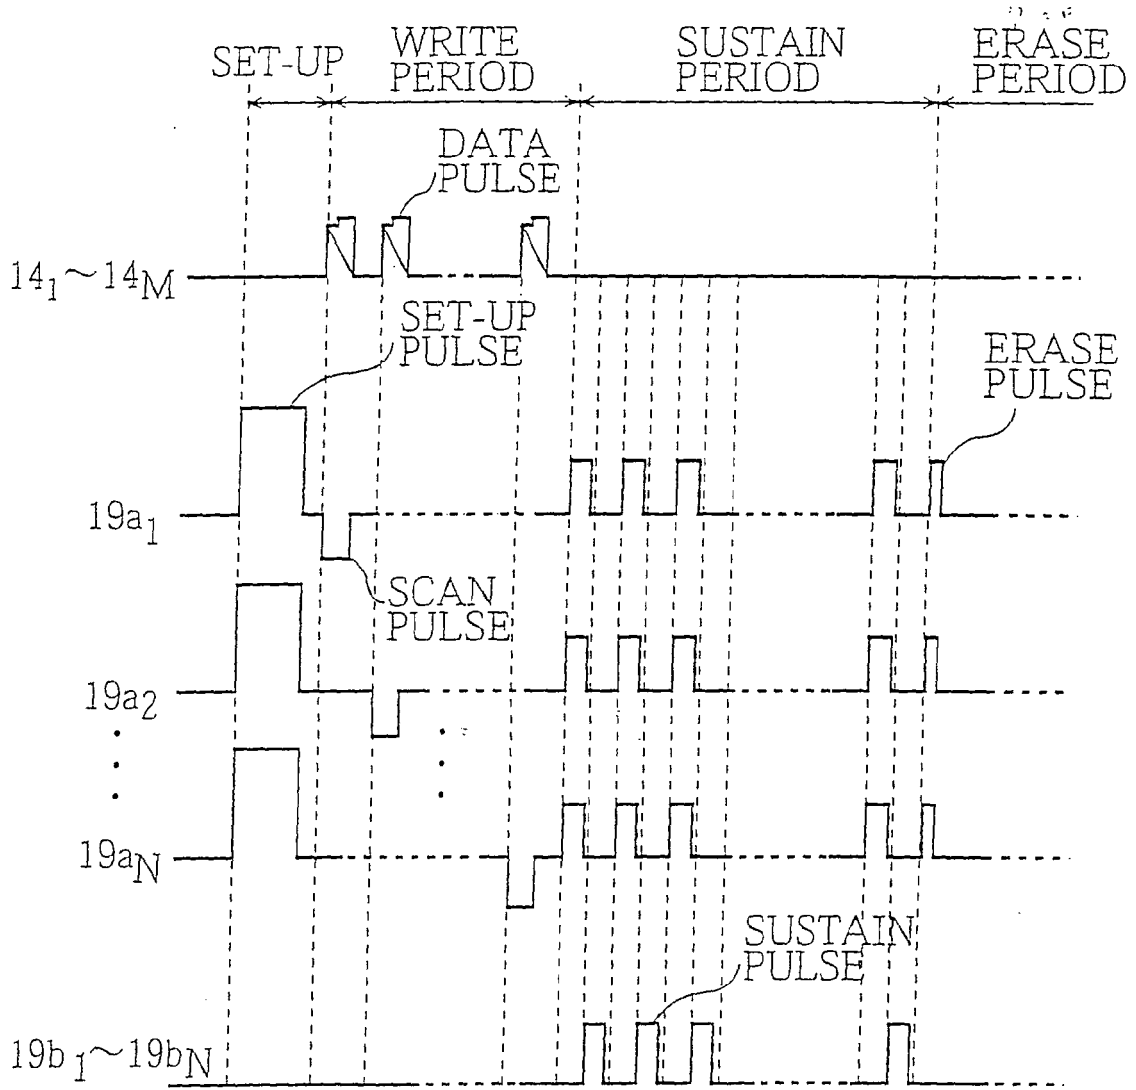 SET-UP
WRITE
PERIOD
SUSTAIN
PERIOD
ERASE
PERIOD
DATA
PULSE
14₁~14M
SET-UP
PULSE
ERASE
PULSE
19a₁
SCAN
PULSE
19a₂
19aN
SUSTAIN
PULSE
19b₁~19bN